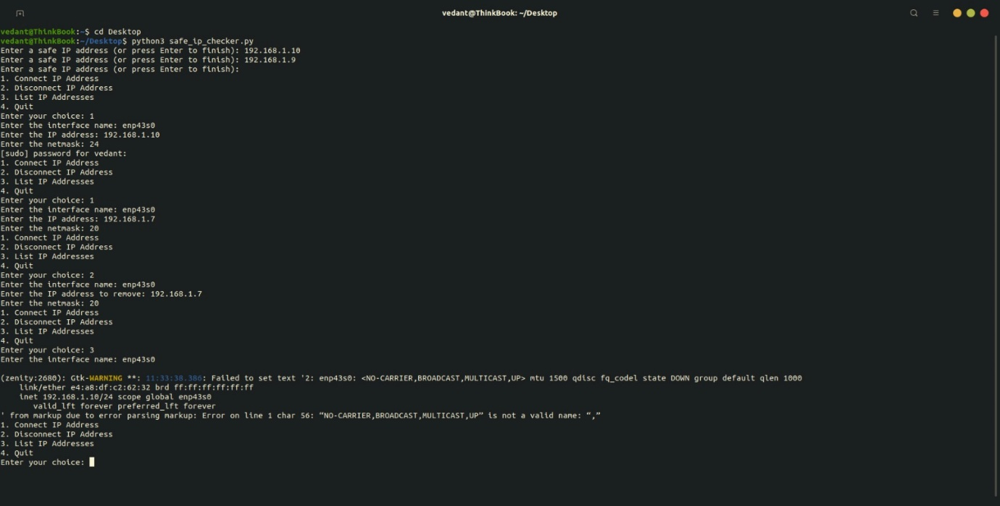 vedant@ThinkBook: ~/Desktop
vedant@ThinkBook:~$ cd Desktop
vedant@ThinkBook:~/Desktop$ python3 safe_ip_checker.py
Enter a safe IP address (or press Enter to finish): 192.168.1.10
Enter a safe IP address (or press Enter to finish): 192.168.1.9
Enter a safe IP address (or press Enter to finish):
1. Connect IP Address
2. Disconnect IP Address
3. List IP Addresses
4. Quit
Enter your choice: 1
Enter the interface name: enp43s0
Enter the IP address: 192.168.1.10
Enter the netmask: 24
[sudo] password for vedant:
1. Connect IP Address
2. Disconnect IP Address
3. List IP Addresses
4. Quit
Enter your choice: 1
Enter the interface name: enp43s0
Enter the IP address: 192.168.1.7
Enter the netmask: 20
1. Connect IP Address
2. Disconnect IP Address
3. List IP Addresses
4. Quit
Enter your choice: 2
Enter the interface name: enp43s0
Enter the IP address to remove: 192.168.1.7
Enter the netmask: 20
1. Connect IP Address
2. Disconnect IP Address
3. List IP Addresses
4. Quit
Enter your choice: 3
Enter the interface name: enp43s0
(zenity:2680): Gtk-WARNING **: 11:33:38.386: Failed to set text '2: enp43s0: <NO-CARRIER,BROADCAST,MULTICAST,UP> mtu 1500 qdisc fq_codel state DOWN group default qlen 1000
link/ether e4:a8:df:c2:62:32 brd ff:ff:ff:ff:ff:ff
inet 192.168.1.10/24 scope global enp43s0
valid_lft forever preferred_lft forever
' from markup due to error parsing markup: Error on line 1 char 56: “NO-CARRIER,BROADCAST,MULTICAST,UP” is not a valid name: “,”
1. Connect IP Address
2. Disconnect IP Address
3. List IP Addresses
4. Quit
Enter your choice: